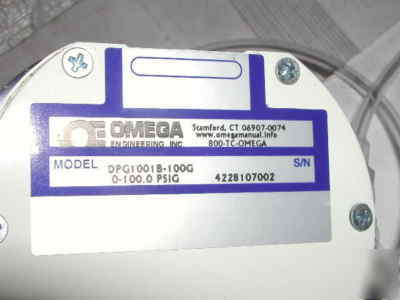 OMEGA
ENGINEERING, INC.
Stamford, CT 06907-0074
www.omegamanual.info
800-TC-OMEGA
MODEL DPG1001B-100G S/N
0-100.0 PSIG 4228107002